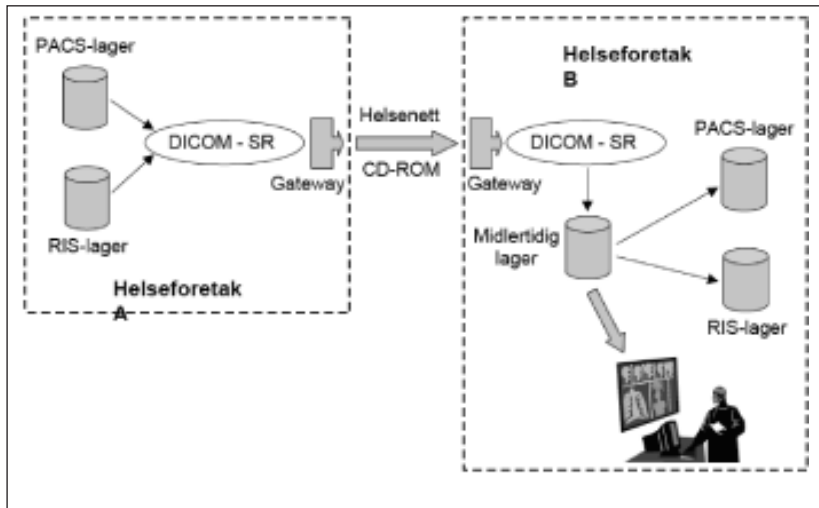 PACS-lager
DICOM - SR
Gateway
RIS-lager
Helseforetak
A
Helsenett
CD-ROM
Helseforetak
B
Gateway
DICOM - SR
PACS-lager
Midlertidig
lager
RIS-lager